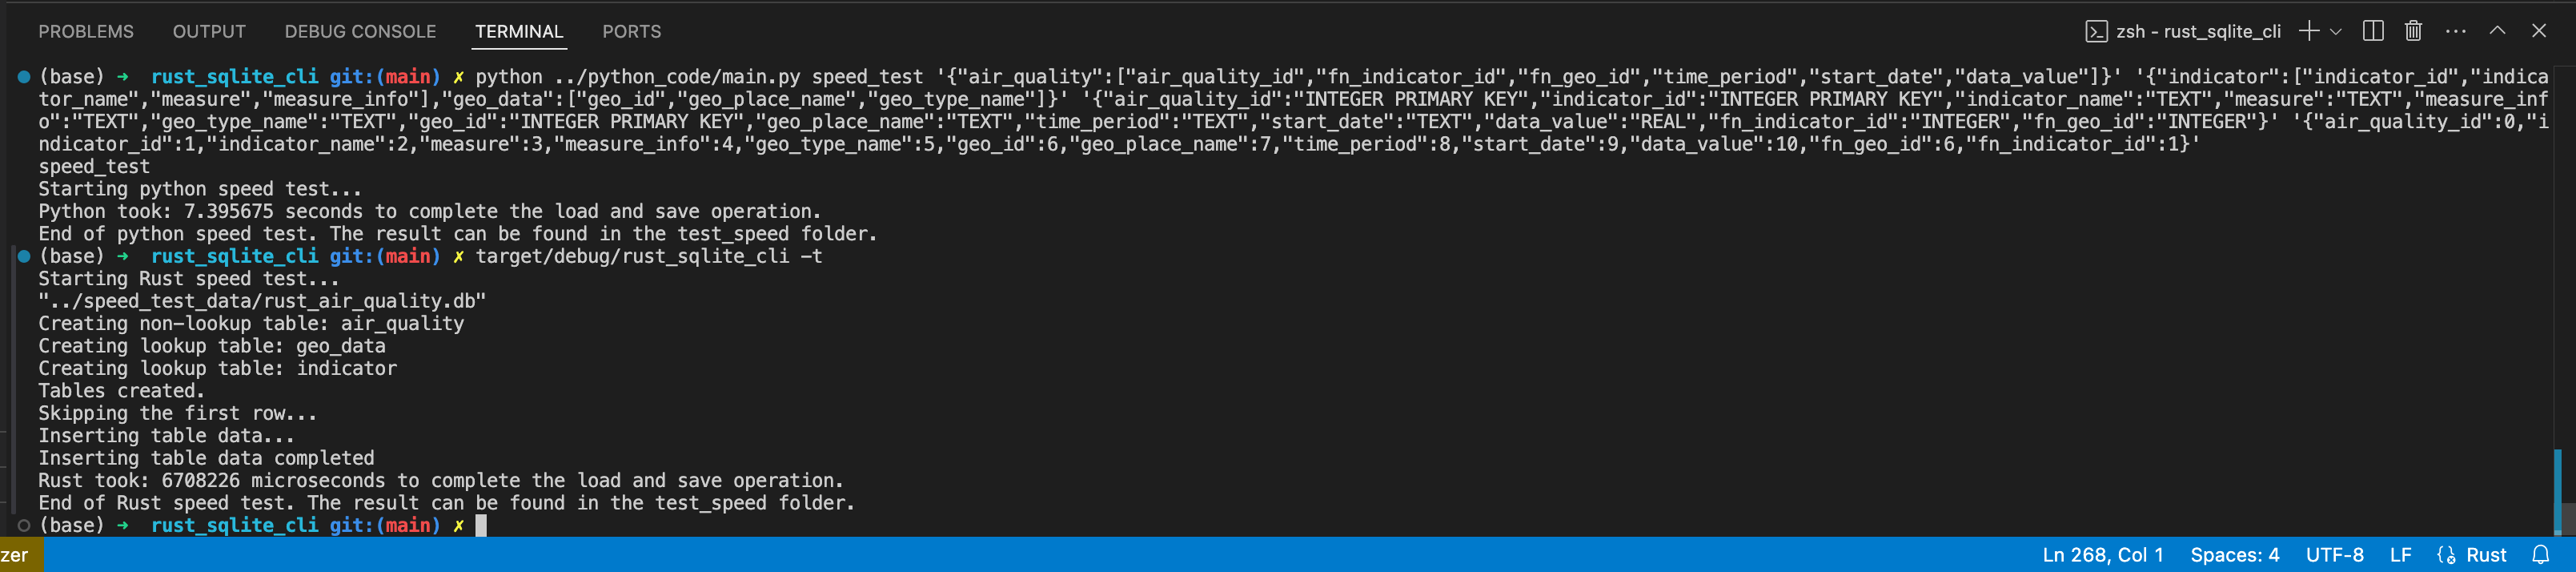 PROBLEMS OUTPUT DEBUG CONSOLE TERMINAL PORTS zsh - rust_sqlite_cli
(base) ➜ rust_sqlite_cli git:(main) ✗ python ../python_code/main.py speed_test '{"air_quality":["air_quality_id","fn_indicator_id","fn_geo_id","time_period","start_date","data_value"]}' '{"indicator":["indicator_id","indica
tor_name","measure","measure_info"],"geo_data":["geo_id","geo_place_name","geo_type_name"]}' '{"air_quality_id":"INTEGER PRIMARY KEY","indicator_id":"INTEGER PRIMARY KEY","indicator_name":"TEXT","measure":"TEXT","measure_inf
o":"TEXT","geo_type_name":"TEXT","geo_id":"INTEGER PRIMARY KEY","geo_place_name":"TEXT","time_period":"TEXT","start_date":"TEXT","data_value":"REAL","fn_indicator_id":"INTEGER","fn_geo_id":"INTEGER"}' '{"air_quality_id":0,"i
ndicator_id":1,"indicator_name":2,"measure":3,"measure_info":4,"geo_type_name":5,"geo_id":6,"geo_place_name":7,"time_period":8,"start_date":9,"data_value":10,"fn_geo_id":6,"fn_indicator_id":1}'
speed_test
Starting python speed test...
Python took: 7.395675 seconds to complete the load and save operation.
End of python speed test. The result can be found in the test_speed folder.
(base) ➜ rust_sqlite_cli git:(main) ✗ target/debug/rust_sqlite_cli -t
Starting Rust speed test...
"../speed_test_data/rust_air_quality.db"
Creating non-lookup table: air_quality
Creating lookup table: geo_data
Creating lookup table: indicator
Tables created.
Skipping the first row...
Inserting table data...
Inserting table data completed
Rust took: 6708226 microseconds to complete the load and save operation.
End of Rust speed test. The result can be found in the test_speed folder.
(base) ➜ rust_sqlite_cli git:(main) ✗
zer Ln 268, Col 1 Spaces: 4 UTF-8 LF Rust